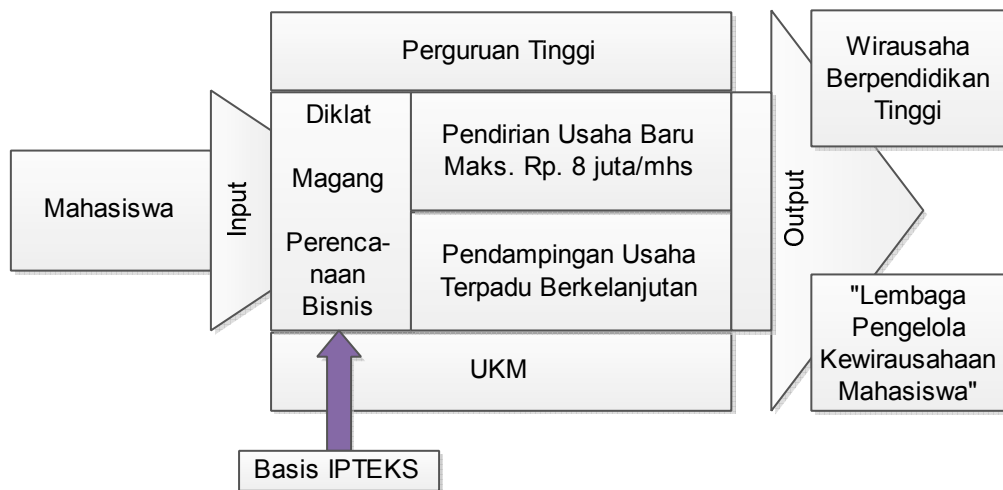 Mahasiswa
Input
Perguruan Tinggi
Diklat
Magang
Perenca-
naan
Bisnis
Pendirian Usaha Baru
Maks. Rp. 8 juta/mhs
Pendampingan Usaha
Terpadu Berkelanjutan
UKM
Basis IPTEKS
Output
Wirausaha
Berpendidikan
Tinggi
"Lembaga
Pengelola
Kewirausahaan
Mahasiswa"